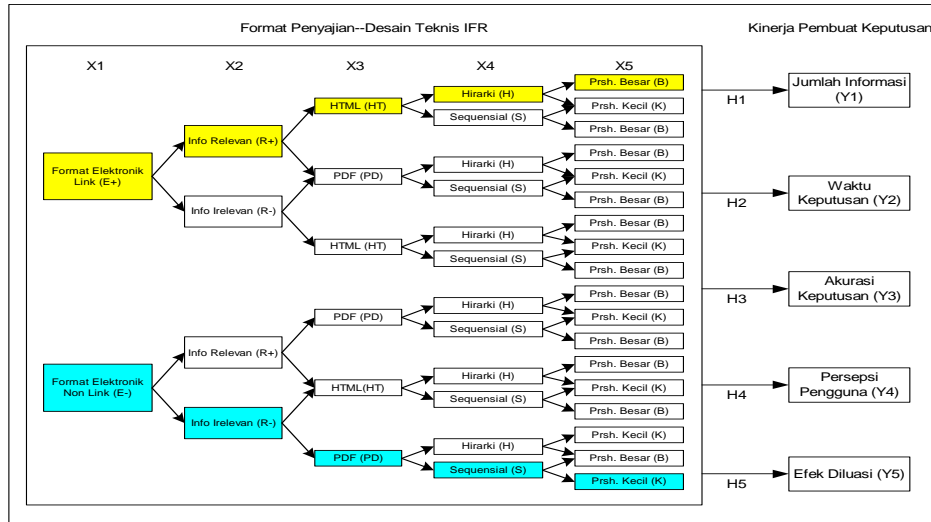 Format Penyajian--Desain Teknis IFR
Kinerja Pembuat Keputusan
X1
X2
X3
X4
X5
Format Elektronik
Link (E+)
Format Elektronik
Non Link (E-)
Info Relevan (R+)
Info Irelevan (R-)
Info Relevan (R+)
Info Irelevan (R-)
HTML (HT)
PDF (PD)
HTML (HT)
PDF (PD)
HTML(HT)
PDF (PD)
Hirarki (H)
Sequensial (S)
Hirarki (H)
Sequensial (S)
Hirarki (H)
Sequensial (S)
Hirarki (H)
Sequensial (S)
Hirarki (H)
Sequensial (S)
Hirarki (H)
Sequensial (S)
Prsh. Besar (B)
Prsh. Kecil (K)
Prsh. Besar (B)
Prsh. Besar (B)
Prsh. Kecil (K)
Prsh. Besar (B)
Prsh. Besar (B)
Prsh. Kecil (K)
Prsh. Besar (B)
Prsh. Besar (B)
Prsh. Kecil (K)
Prsh. Besar (B)
Prsh. Besar (B)
Prsh. Kecil (K)
Prsh. Besar (B)
Prsh. Kecil (K)
Prsh. Besar (B)
Prsh. Kecil (K)
H1
H2
H3
H4
H5
Jumlah Informasi
(Y1)
Waktu
Keputusan (Y2)
Akurasi
Keputusan (Y3)
Persepsi
Pengguna (Y4)
Efek Diluasi (Y5)